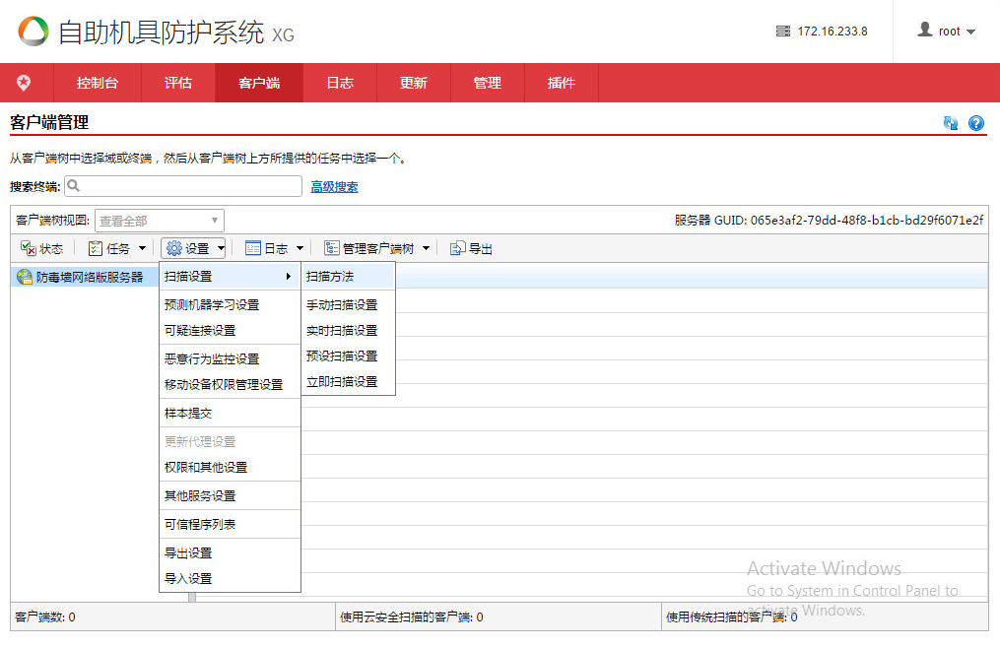 自助机具防护系统 XG
172.16.233.8
root
控制台 评估 客户端 日志 更新 管理 插件
客户端管理
从客户端树中选择域或终端，然后从客户端树上方所提供的任务中选择一个。
搜索终端: 高级搜索
客户端树视图: 查看全部
服务器 GUID: 065e3af2-79dd-48f8-b1cb-bd29f6071e2f
状态 任务 设置 日志 管理客户端树 导出
防毒墙网络版服务器
扫描设置
预测机器学习设置
可疑连接设置
恶意行为监控设置
移动设备权限管理设置
样本提交
更新代理设置
权限和其他设置
其他服务设置
可信程序列表
导出设置
导入设置
扫描方法
手动扫描设置
实时扫描设置
预设扫描设置
立即扫描设置
Activate Windows
Go to System in Control Panel to
activate Windows.
客户端数: 0
使用云安全扫描的客户端: 0
使用传统扫描的客户端: 0